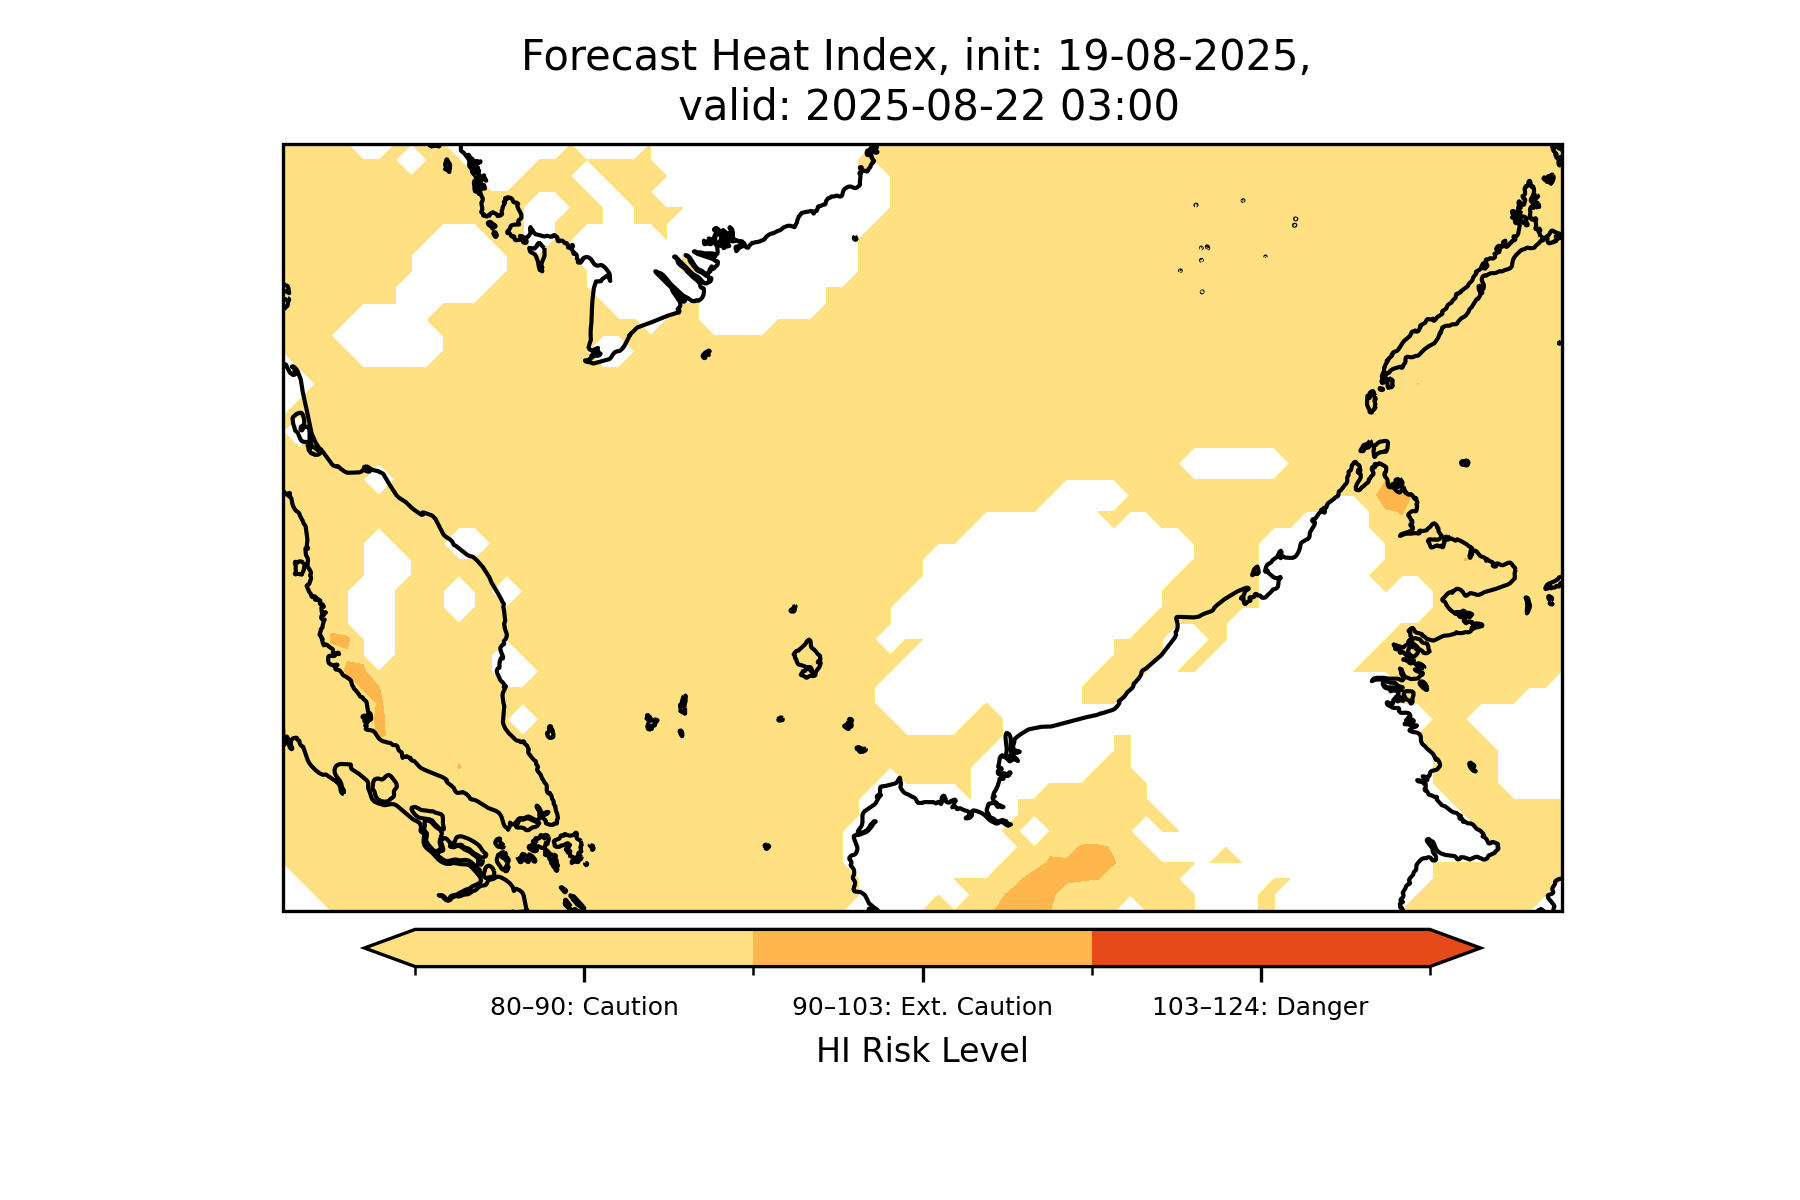 Forecast Heat Index, init: 19-08-2025,
valid: 2025-08-22 03:00
80–90: Caution
90–103: Ext. Caution
103–124: Danger
HI Risk Level